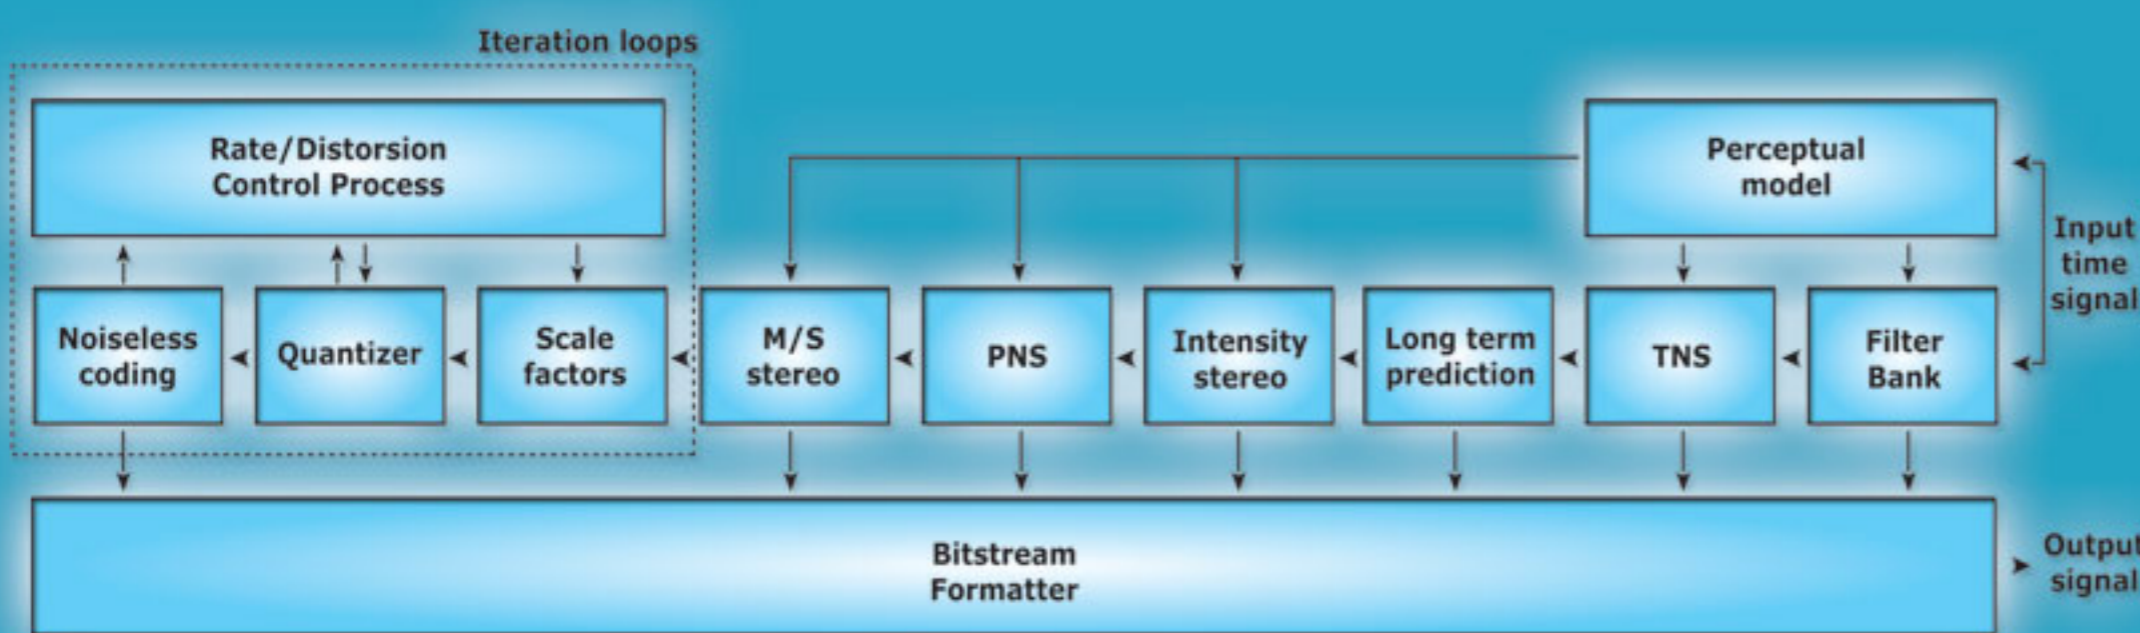 Iteration loops
Rate/Distorsion
Control Process
Perceptual
model
Input
time
signal
Noiseless
coding
Quantizer
Scale
factors
M/S
stereo
PNS
Intensity
stereo
Long term
prediction
TNS
Filter
Bank
Bitstream
Formatter
Output
signal